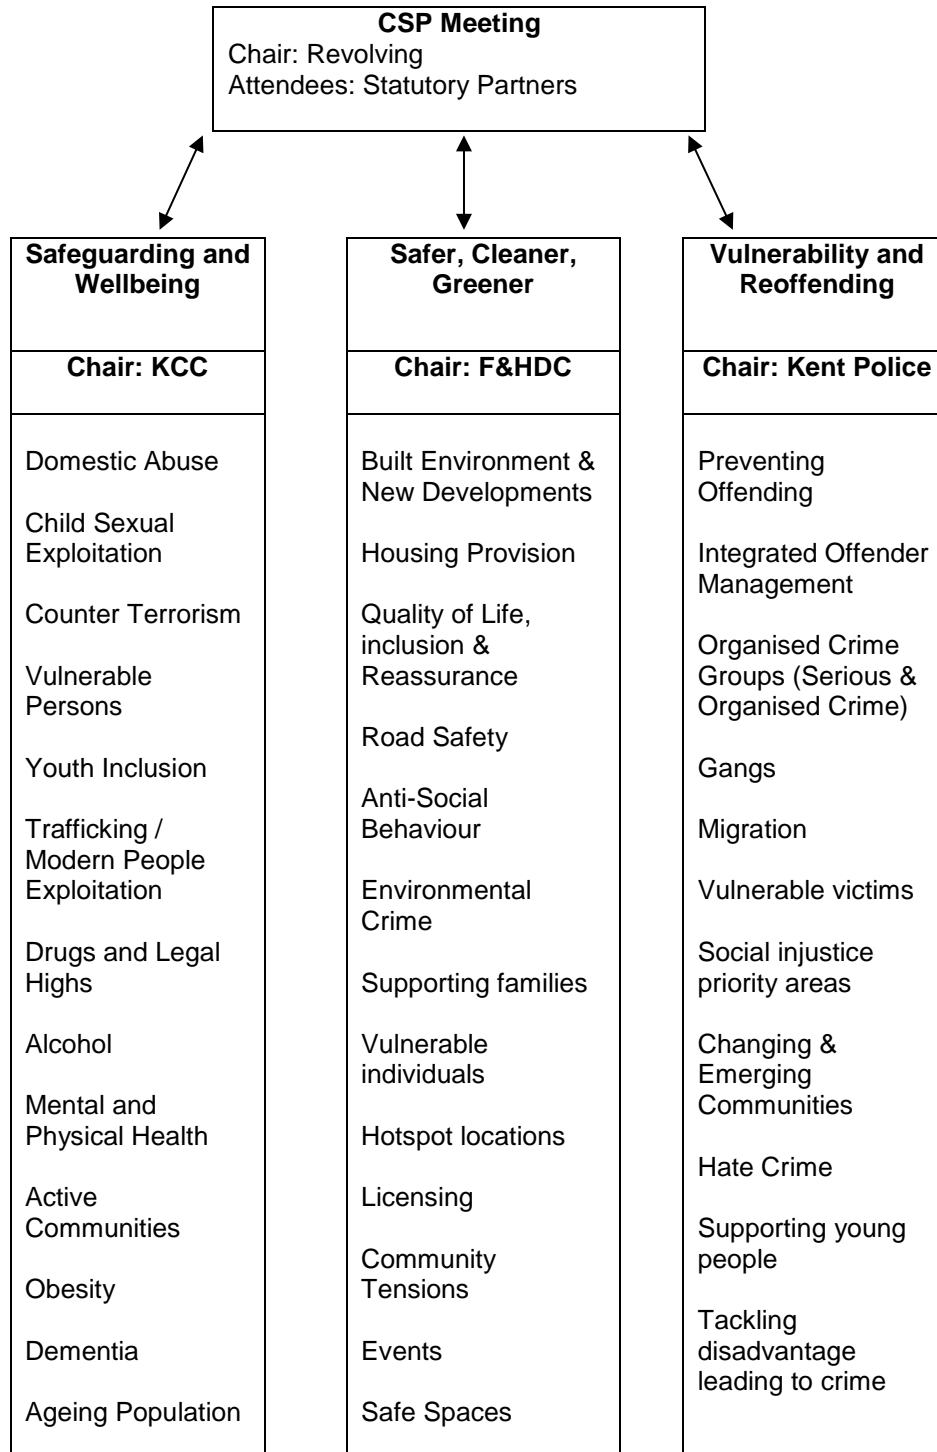 CSP Meeting
Chair: Revolving
Attendees: Statutory Partners
Safeguarding and
Wellbeing
Chair: KCC
Domestic Abuse
Child Sexual
Exploitation
Counter Terrorism
Vulnerable
Persons
Youth Inclusion
Trafficking /
Modern People
Exploitation
Drugs and Legal
Highs
Alcohol
Mental and
Physical Health
Active
Communities
Obesity
Dementia
Ageing Population
Safer, Cleaner,
Greener
Chair: F&HDC
Built Environment &
New Developments
Housing Provision
Quality of Life,
inclusion &
Reassurance
Road Safety
Anti-Social
Behaviour
Environmental
Crime
Supporting families
Vulnerable
individuals
Hotspot locations
Licensing
Community
Tensions
Events
Safe Spaces
Vulnerability and
Reoffending
Chair: Kent Police
Preventing
Offending
Integrated Offender
Management
Organised Crime
Groups (Serious &
Organised Crime)
Gangs
Migration
Vulnerable victims
Social injustice
priority areas
Changing &
Emerging
Communities
Hate Crime
Supporting young
people
Tackling
disadvantage
leading to crime